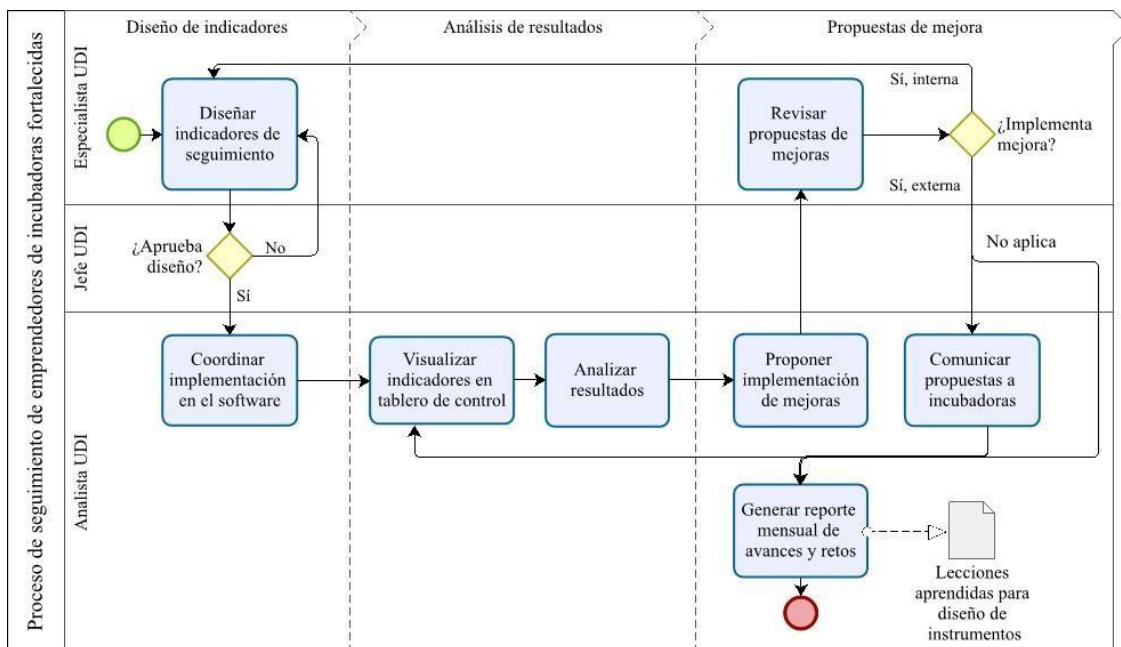 Proceso de seguimiento de emprendedores de incubadoras fortalecidas
Diseño de indicadores
Análisis de resultados
Propuestas de mejora
Especialista UDI
Diseñar
indicadores de
seguimiento
Revisar
propuestas de
mejoras
Sí, interna
¿Implementa
mejora?
Sí, externa
Jefe UDI
¿Aprueba
diseño?
No
Sí
No aplica
Analista UDI
Coordinar
implementación
en el software
Visualizar
indicadores en
tablero de control
Analizar
resultados
Proponer
implementación
de mejoras
Comunicar
propuestas a
incubadoras
Generar reporte
mensual de
avances y retos
Lecciones
aprendidas para
diseño de
instrumentos